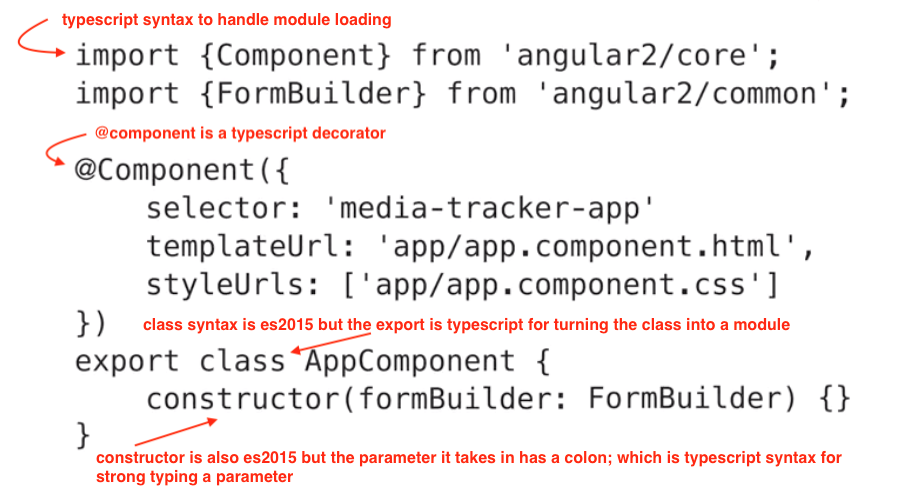 typescript syntax to handle module loading
import {Component} from 'angular2/core';
import {FormBuilder} from 'angular2/common';
@component is a typescript decorator
@Component({
    selector: 'media-tracker-app'
    templateUrl: 'app/app.component.html',
    styleUrls: ['app/app.component.css']
})
class syntax is es2015 but the export is typescript for turning the class into a module
export class AppComponent {
    constructor(formBuilder: FormBuilder) {}
}
constructor is also es2015 but the parameter it takes in has a colon; which is typescript syntax for
strong typing a parameter